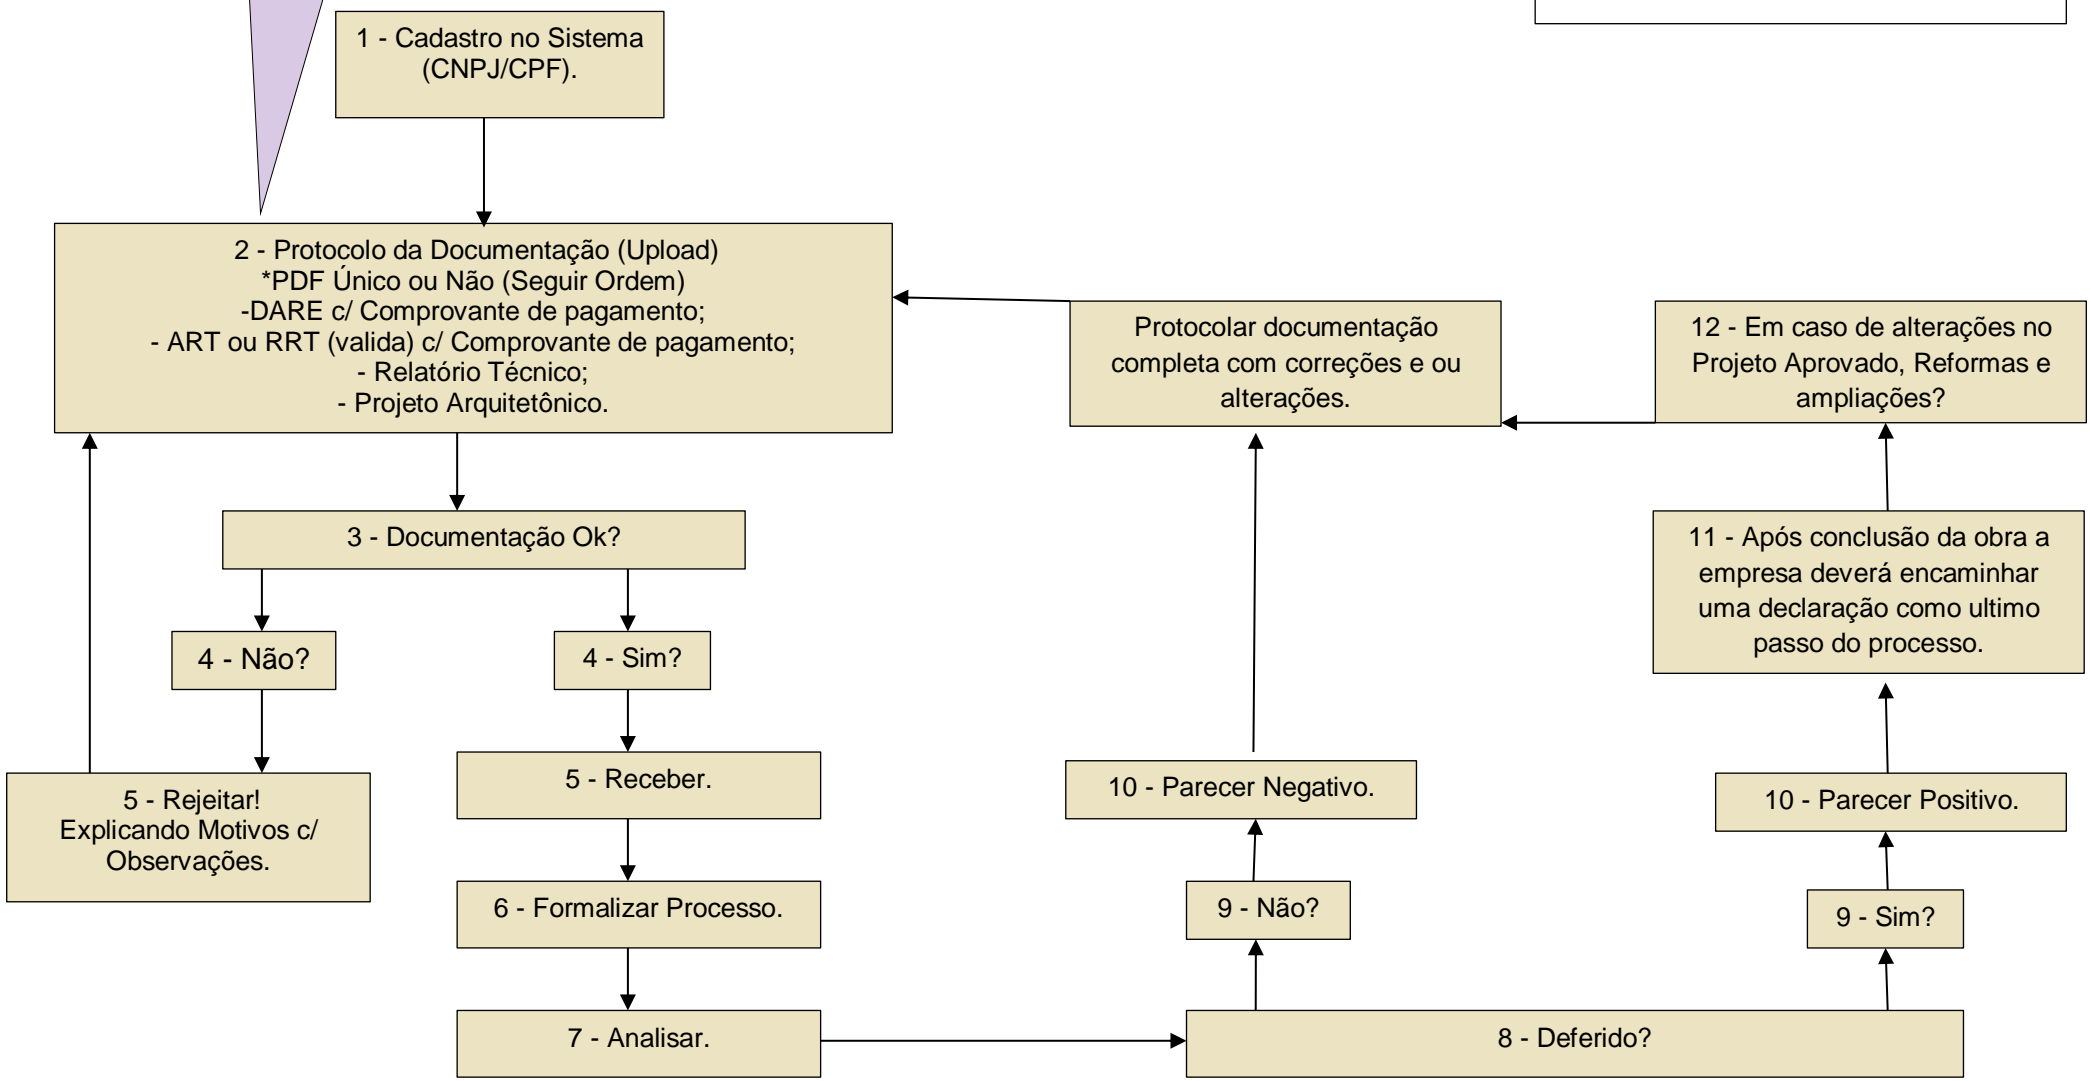 1 - Cadastro no Sistema
(CNPJ/CPF).
2 - Protocolo da Documentação (Upload)
*PDF Único ou Não (Seguir Ordem)
-DARE c/ Comprovante de pagamento;
- ART ou RRT (valida) c/ Comprovante de pagamento;
- Relatório Técnico;
- Projeto Arquitetônico.
Protocolar documentação
completa com correções e ou
alterações.
12 - Em caso de alterações no
Projeto Aprovado, Reformas e
ampliações?
3 - Documentação Ok?
11 - Após conclusão da obra a
empresa deverá encaminhar
uma declaração como ultimo
passo do processo.
4 - Não?
4 - Sim?
5 - Rejeitar!
Explicando Motivos c/
Observações.
5 - Receber.
10 - Parecer Negativo.
10 - Parecer Positivo.
6 - Formalizar Processo.
9 - Não?
9 - Sim?
7 - Analisar.
8 - Deferido?